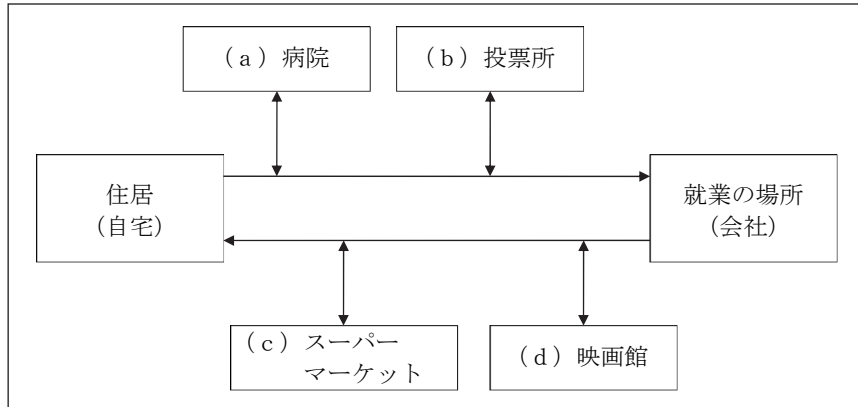 （ａ）病院
（ｂ）投票所
住居
（自宅）
就業の場所
（会社）
（ｃ）スーパー
マーケット
（ｄ）映画館